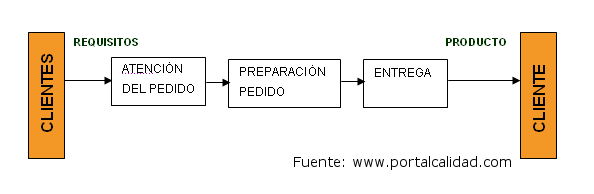 CLIENTES
REQUISITOS
ATENCIÓN
DEL PEDIDO
PREPARACIÓN
PEDIDO
ENTREGA
PRODUCTO
CLIENTE
Fuente: www.portalcalidad.com